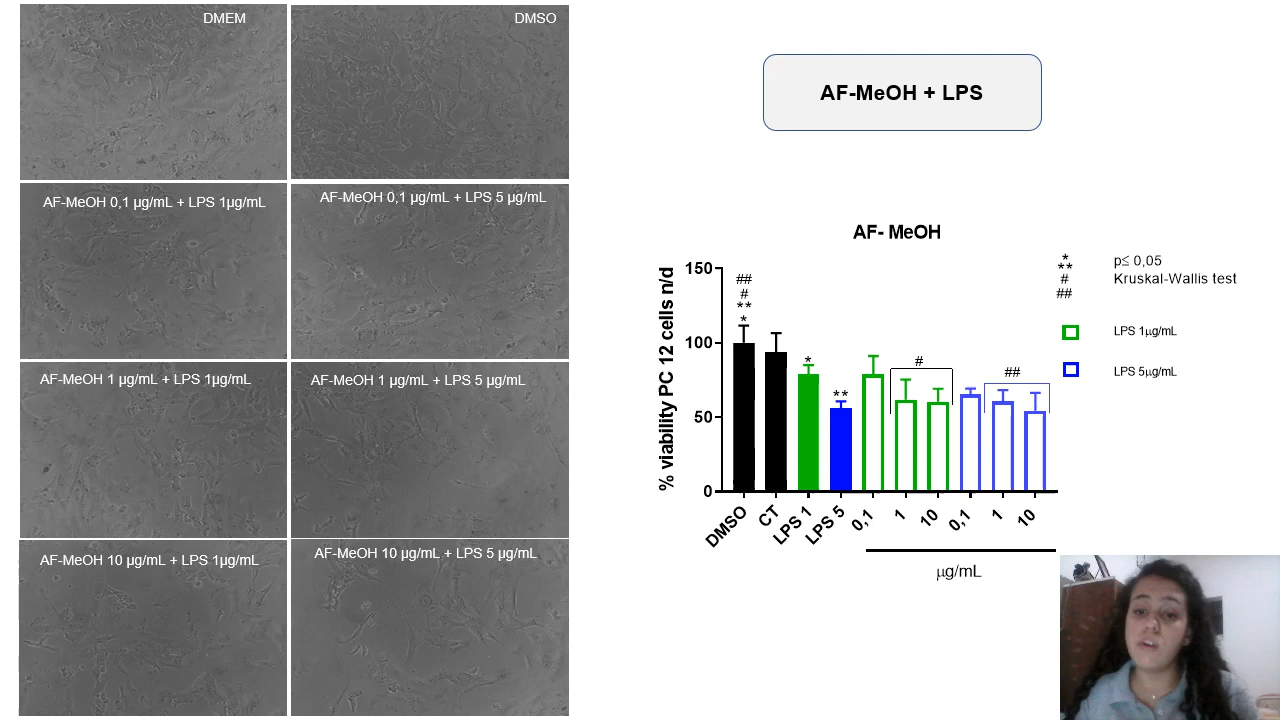 DMEM
DMSO
AF-MeOH 0,1 µg/mL + LPS 1µg/mL
AF-MeOH 0,1 µg/mL + LPS 5 µg/mL
AF-MeOH 1 µg/mL + LPS 1µg/mL
AF-MeOH 1 µg/mL + LPS 5 µg/mL
AF-MeOH 10 µg/mL + LPS 1µg/mL
AF-MeOH 10 µg/mL + LPS 5 µg/mL
AF-MeOH + LPS
AF- MeOH
% viability PC 12 cells n/d
150
100
50
0
##
#
**
*
*
**
#
##
DMSO
CT
LPS 1
LPS 5
0,1
1
10
0,1
1
10
µg/mL
*
**
#
##
p≤ 0,05
Kruskal-Wallis test
LPS 1µg/mL
LPS 5µg/mL